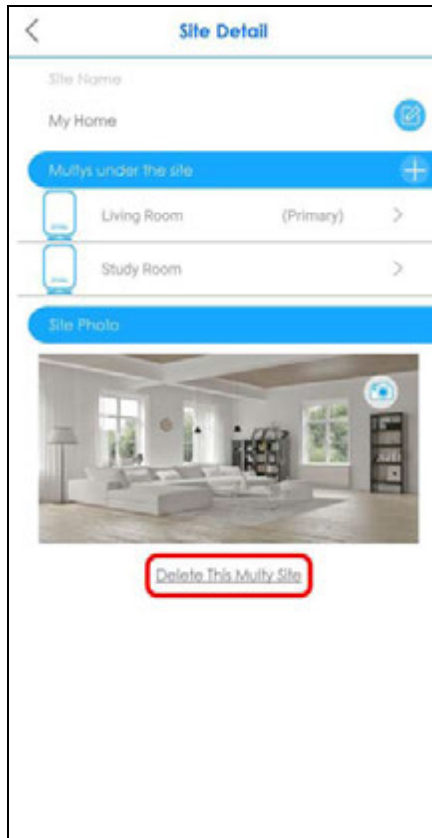 Site Detail
Site Name
My Home
Multys under the site
Living Room (Primary)
Study Room
Site Photo
Delete This Multy Site